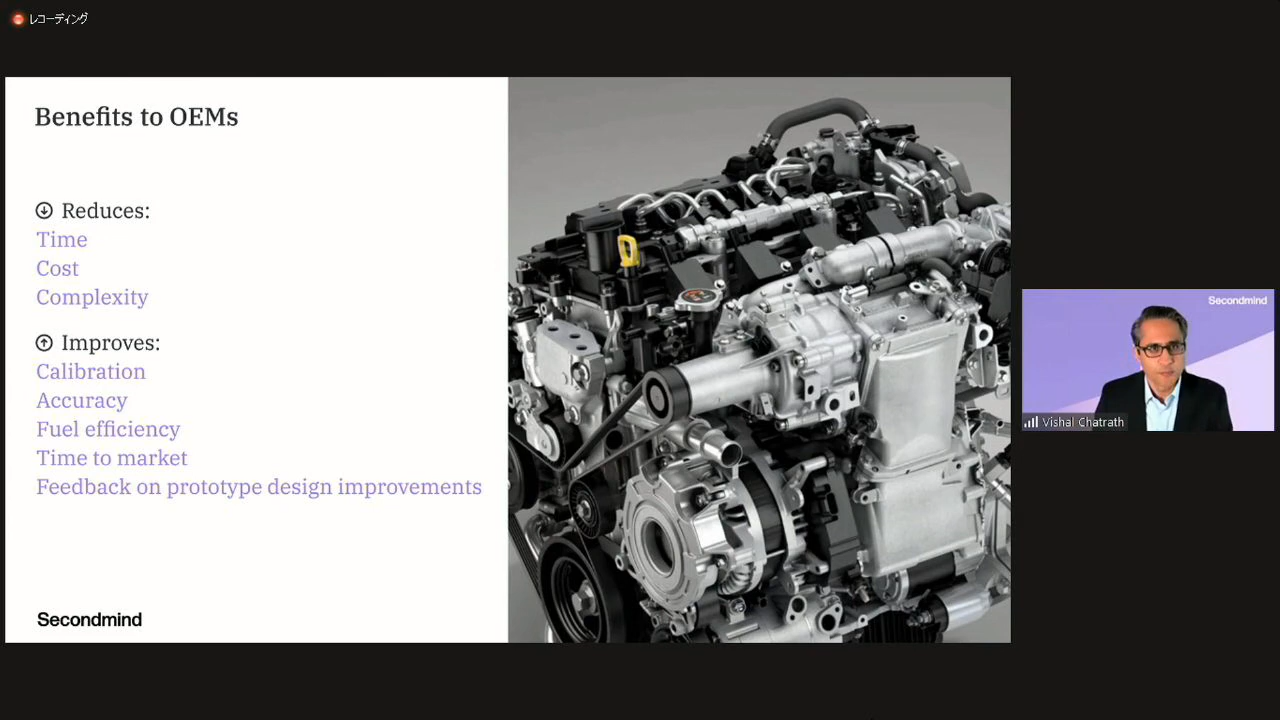 レコーディング
Benefits to OEMs
Reduces:
Time
Cost
Complexity
Improves:
Calibration
Accuracy
Fuel efficiency
Time to market
Feedback on prototype design improvements
Secondmind
Secondmind
Vishal Chatrath